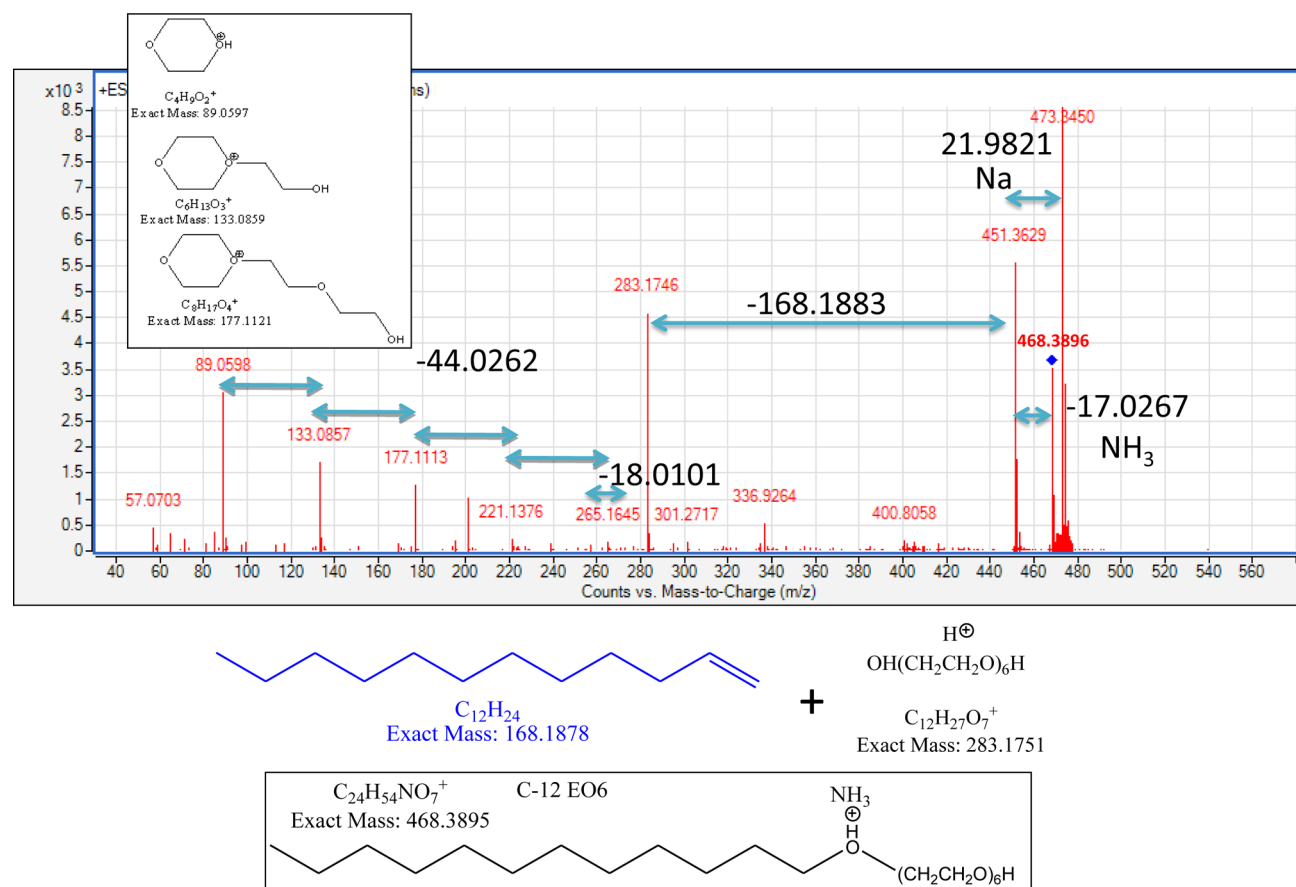 OH
C₄H₉O₂⁺
Exact Mass: 89.0597
O
O
OH
C₆H₁₃O₃⁺
Exact Mass: 133.0859
O
O
O
C₈H₁₇O₄⁺
Exact Mass: 177.1121
OH
x10 3
+ES
ns)
8.5
8
7.5
7
6.5
6
5.5
5
4.5
4
3.5
3
2.5
2
1.5
1
0.5
0
473.3450
21.9821
Na
451.3629
283.1746
-168.1883
468.3896
-44.0262
89.0598
-17.0267
NH₃
133.0857
177.1113
-18.0101
57.0703
221.1376
265.1645
301.2717
336.9264
400.8058
40 60 80 100 120 140 160 180 200 220 240 260 280 300 320 340 360 380 400 420 440 460 480 500 520 540 560
Counts vs. Mass-to-Charge (m/z)
H⊕
OH(CH₂CH₂O)₆H
+
C₁₂H₂₄
Exact Mass: 168.1878
C₁₂H₂₇O₇⁺
Exact Mass: 283.1751
C₂₄H₅₄NO₇⁺ C-12 EO6
Exact Mass: 468.3895
NH₃
⊕
H
O
(CH₂CH₂O)₆H